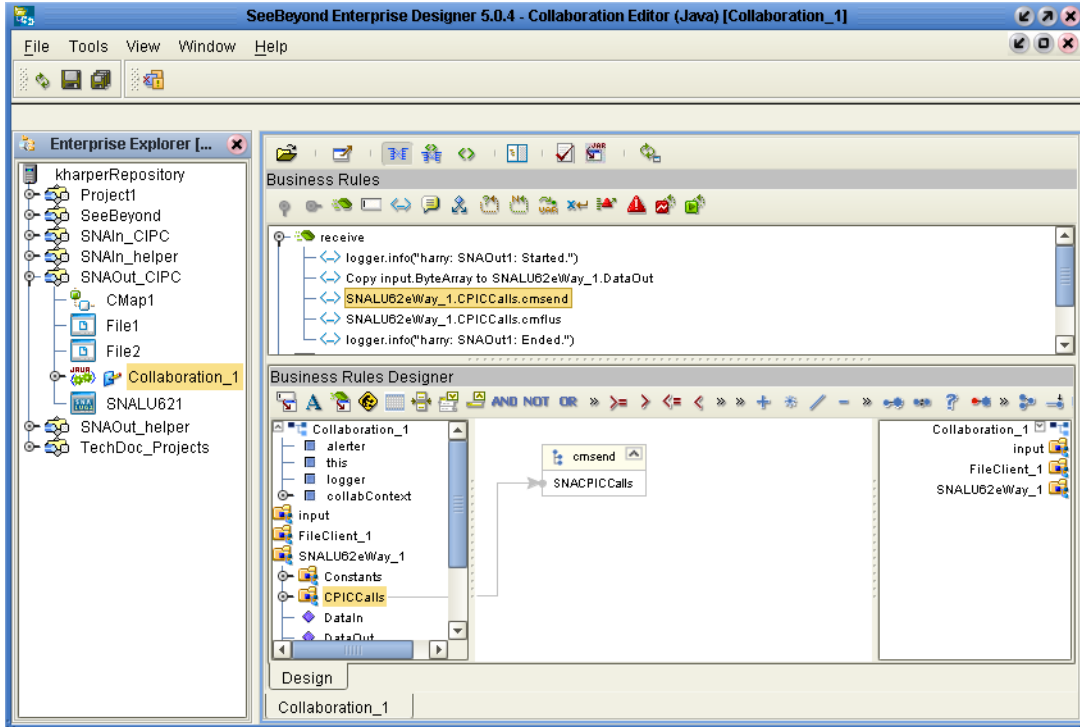 SeeBeyond Enterprise Designer 5.0.4 - Collaboration Editor (Java) [Collaboration_1]
File Tools View Window Help
Enterprise Explorer [...
kharperRepository
Project1
SeeBeyond
SNAIn_CIPC
SNAIn_helper
SNAOut_CIPC
CMap1
File1
File2
Collaboration_1
SNALU621
SNAOut_helper
TechDoc_Projects
Business Rules
receive
logger.info("harry: SNAOut1: Started.")
Copy input.ByteArray to SNALU62eWay_1.DataOut
SNALU62eWay_1.CPICCalls.cmsend
SNALU62eWay_1.CPICCalls.cmflus
logger.info("harry: SNAOut1: Ended.")
Business Rules Designer
AND NOT OR » >= > <= < » » + / - » » ? »
Collaboration_1
alerter
this
logger
collabContext
input
FileClient_1
SNALU62eWay_1
Constants
CPICCalls
DataIn
DataOut
cmsend
SNACPICCalls
Collaboration_1
input
FileClient_1
SNALU62eWay_1
Design
Collaboration_1